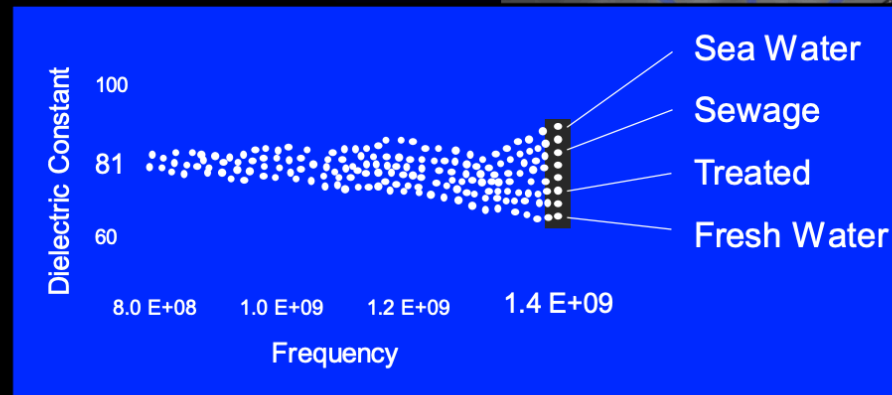 Sea Water
Sewage
Treated
Fresh Water
Dielectric Constant
100
81
60
8.0 E+08
1.0 E+09
1.2 E+09
1.4 E+09
Frequency